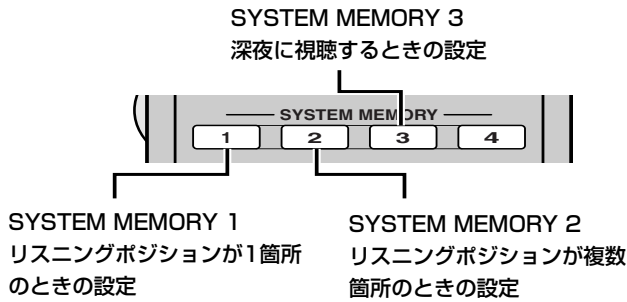 SYSTEM MEMORY 3
深夜に視聴するときの設定
SYSTEM MEMORY
1 2 3 4
SYSTEM MEMORY 1
リスニングポジションが1箇所
のときの設定
SYSTEM MEMORY 2
リスニングポジションが複数
箇所のときの設定